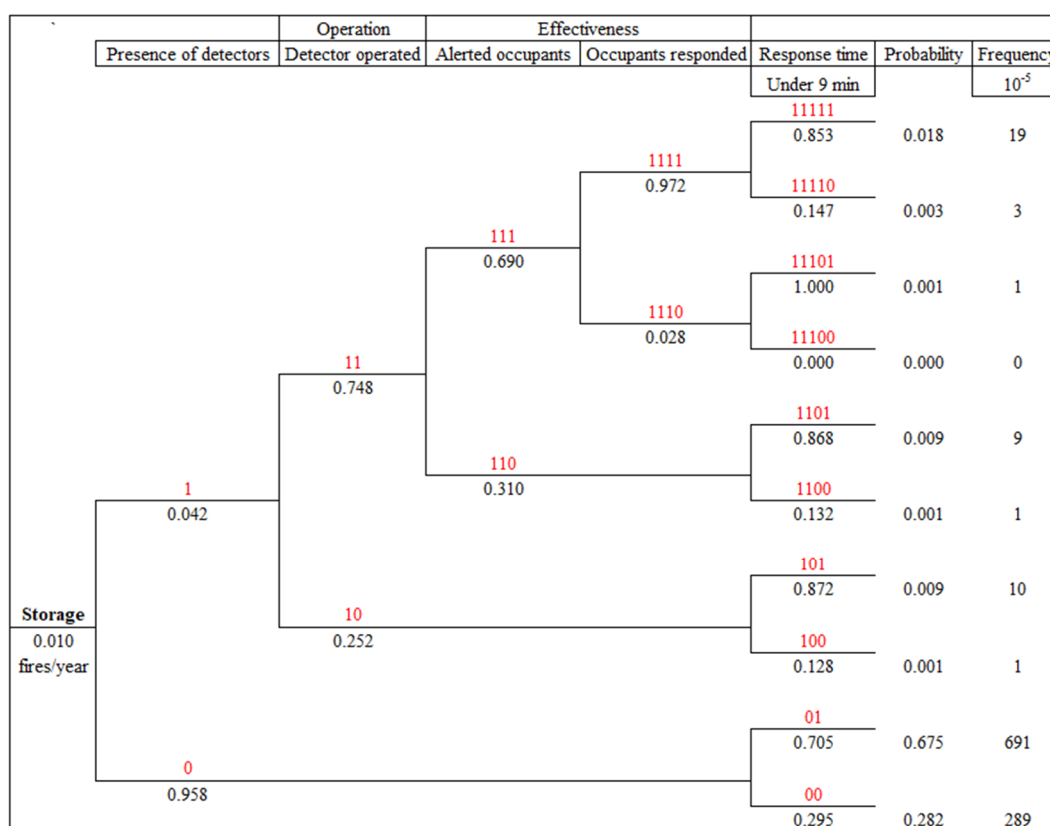 `
Operation Effectiveness
Presence of detectors Detector operated Alerted occupants Occupants responded Response time Probability Frequency
Under 9 min 10-5
11111
0.853 0.018 19
1111
0.972
11110
0.147 0.003 3
111
0.690
11101
1.000 0.001 1
1110
0.028
11100
0.000 0.000 0
11
0.748
1101
0.868 0.009 9
110
0.310
1100
0.132 0.001 1
1
0.042
101
0.872 0.009 10
Storage
10
0.010 0.252
fires/year
100
0.128 0.001 1
01
0.705 0.675 691
0
0.958
00
0.295 0.282 289